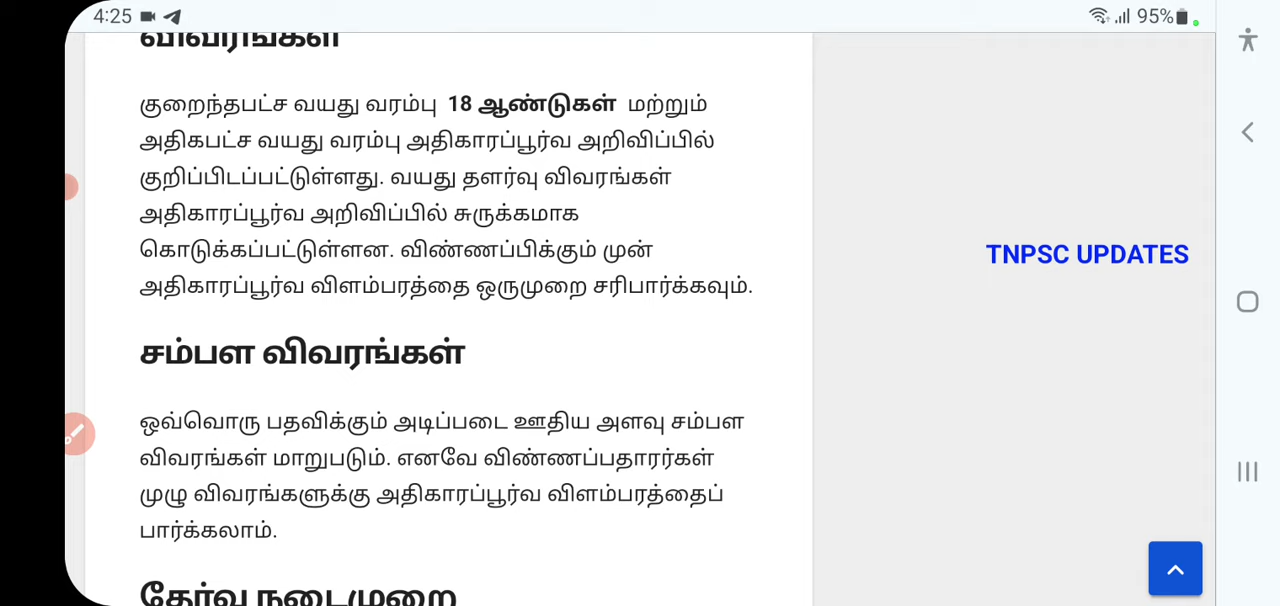 4:25
95%
விவரங்கள்
குறைந்தபட்ச வயது வரம்பு 18 ஆண்டுகள் மற்றும்
அதிகபட்ச வயது வரம்பு அதிகாரப்பூர்வ அறிவிப்பில்
குறிப்பிடப்பட்டுள்ளது. வயது தளர்வு விவரங்கள்
அதிகாரப்பூர்வ அறிவிப்பில் சுருக்கமாக
கொடுக்கப்பட்டுள்ளன. விண்ணப்பிக்கும் முன்
அதிகாரப்பூர்வ விளம்பரத்தை ஒருமுறை சரிபார்க்கவும்.
TNPSC UPDATES
சம்பள விவரங்கள்
ஒவ்வொரு பதவிக்கும் அடிப்படை ஊதிய அளவு சம்பள
விவரங்கள் மாறுபடும். எனவே விண்ணப்பதாரர்கள்
முழு விவரங்களுக்கு அதிகாரப்பூர்வ விளம்பரத்தைப்
பார்க்கலாம்.
தேர்வு நடைமுறை